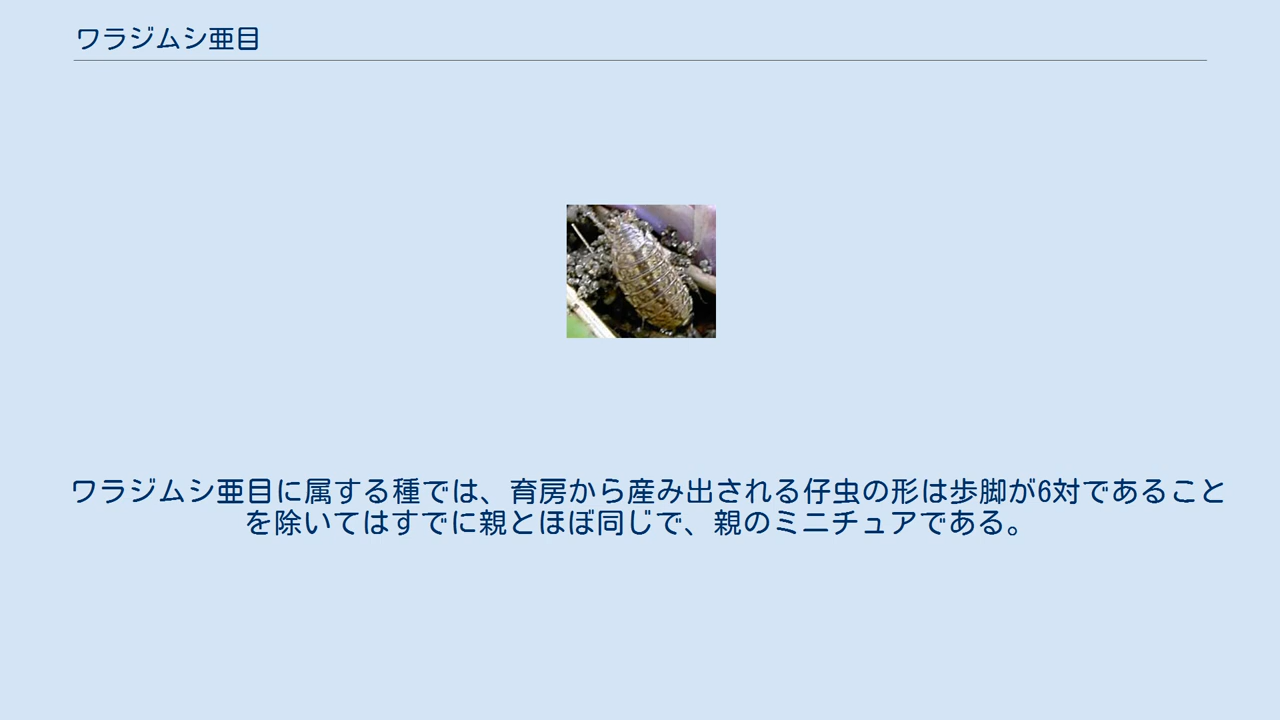 ワラジムシ亜目
ワラジムシ亜目に属する種では、育房から産み出される仔虫の形は歩脚が6対であること
を除いてはすでに親とほぼ同じで、親のミニチュアである。